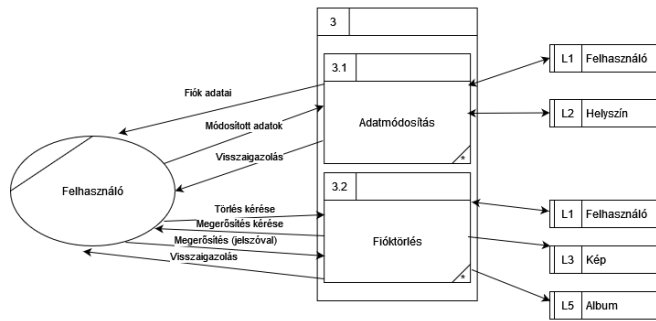 3
3.1
Adatmódosítás
*
3.2
Fióktörlés
*
Felhasználó
Fiók adatai
Módosított adatok
Visszaigazolás
Törlés kérése
Megerősítés kérése
Megerősítés (jelszóval)
Visszaigazolás
L1 Felhasználó
L2 Helyszín
L1 Felhasználó
L3 Kép
L5 Album